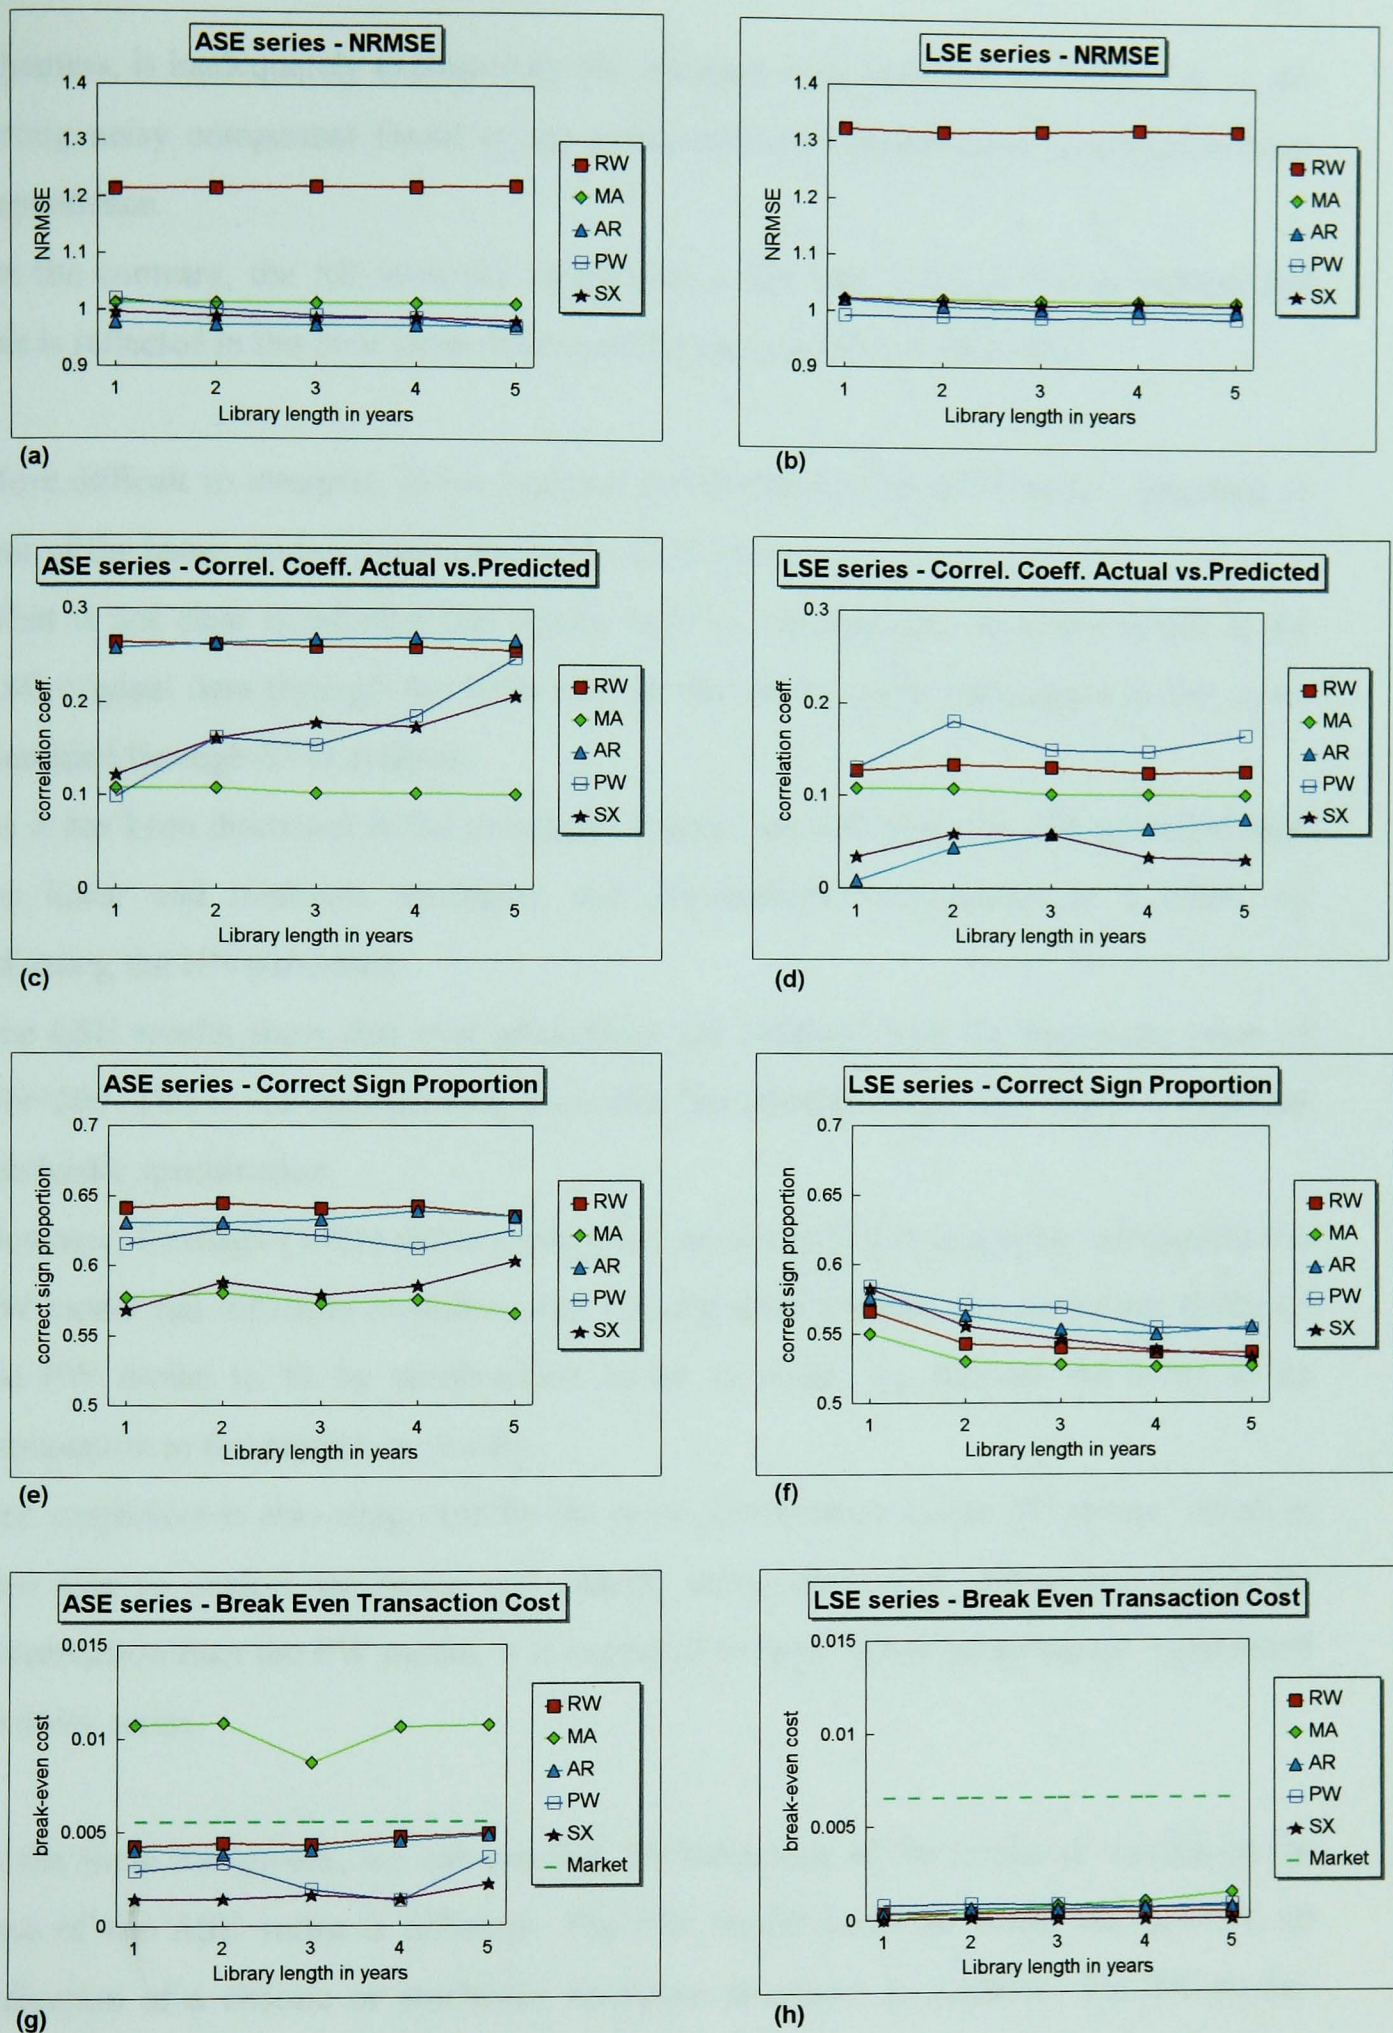 ASE series - NRMSE
1.4
1.3
1.2
1.1
1
0.9
NRMSE
1 2 3 4 5
Library length in years
RW
MA
AR
PW
SX
(a)
LSE series - NRMSE
1.4
1.3
1.2
1.1
1
0.9
NRMSE
1 2 3 4 5
Library length in years
RW
MA
AR
PW
SX
(b)
ASE series - Correl. Coeff. Actual vs.Predicted
0.3
0.2
0.1
0
correlation coeff.
1 2 3 4 5
Library length in years
RW
MA
AR
PW
SX
(c)
LSE series - Correl. Coeff. Actual vs.Predicted
0.3
0.2
0.1
0
correlation coeff.
1 2 3 4 5
Library length in years
RW
MA
AR
PW
SX
(d)
ASE series - Correct Sign Proportion
0.7
0.65
0.6
0.55
0.5
correct sign proportion
1 2 3 4 5
Library length in years
RW
MA
AR
PW
SX
(e)
LSE series - Correct Sign Proportion
0.7
0.65
0.6
0.55
0.5
correct sign proportion
1 2 3 4 5
Library length in years
RW
MA
AR
PW
SX
(f)
ASE series - Break Even Transaction Cost
0.015
0.01
0.005
0
break-even cost
1 2 3 4 5
Library length in years
RW
MA
AR
PW
SX
Market
(g)
LSE series - Break Even Transaction Cost
0.015
0.01
0.005
0
break-even cost
1 2 3 4 5
Library length in years
RW
MA
AR
PW
SX
Market
(h)